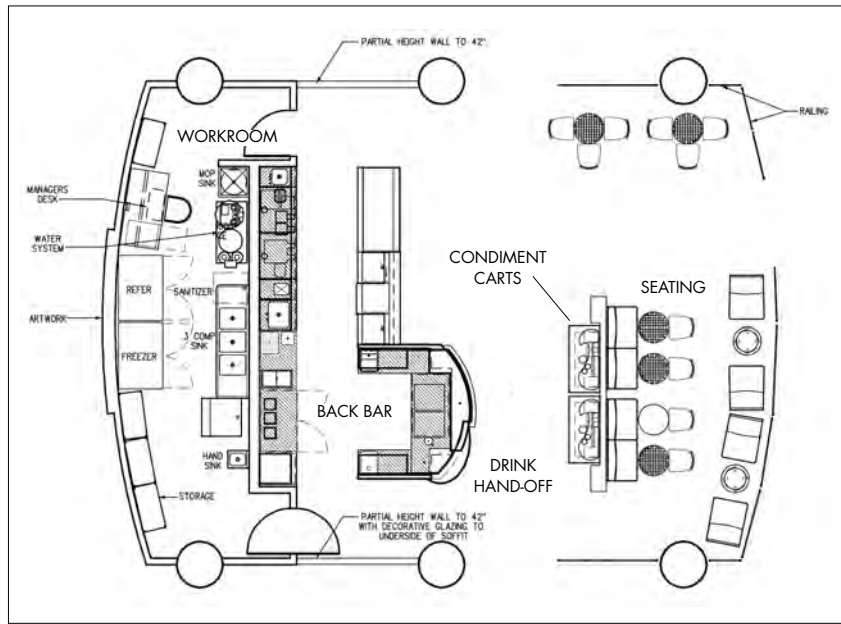 PARTIAL HEIGHT WALL TO 42"
RAILING
WORKROOM
MOP
SINK
MANAGERS
DESK
WATER
SYSTEM
CONDIMENT
CARTS
SEATING
REFER
SANITIZER
ARTWORK
3 COMP
SINK
FREEZER
BACK BAR
HAND
SINK
DRINK
HAND-OFF
STORAGE
PARTIAL HEIGHT WALL TO 42"
WITH DECORATIVE GLAZING TO
UNDERSIDE OF SOFFIT